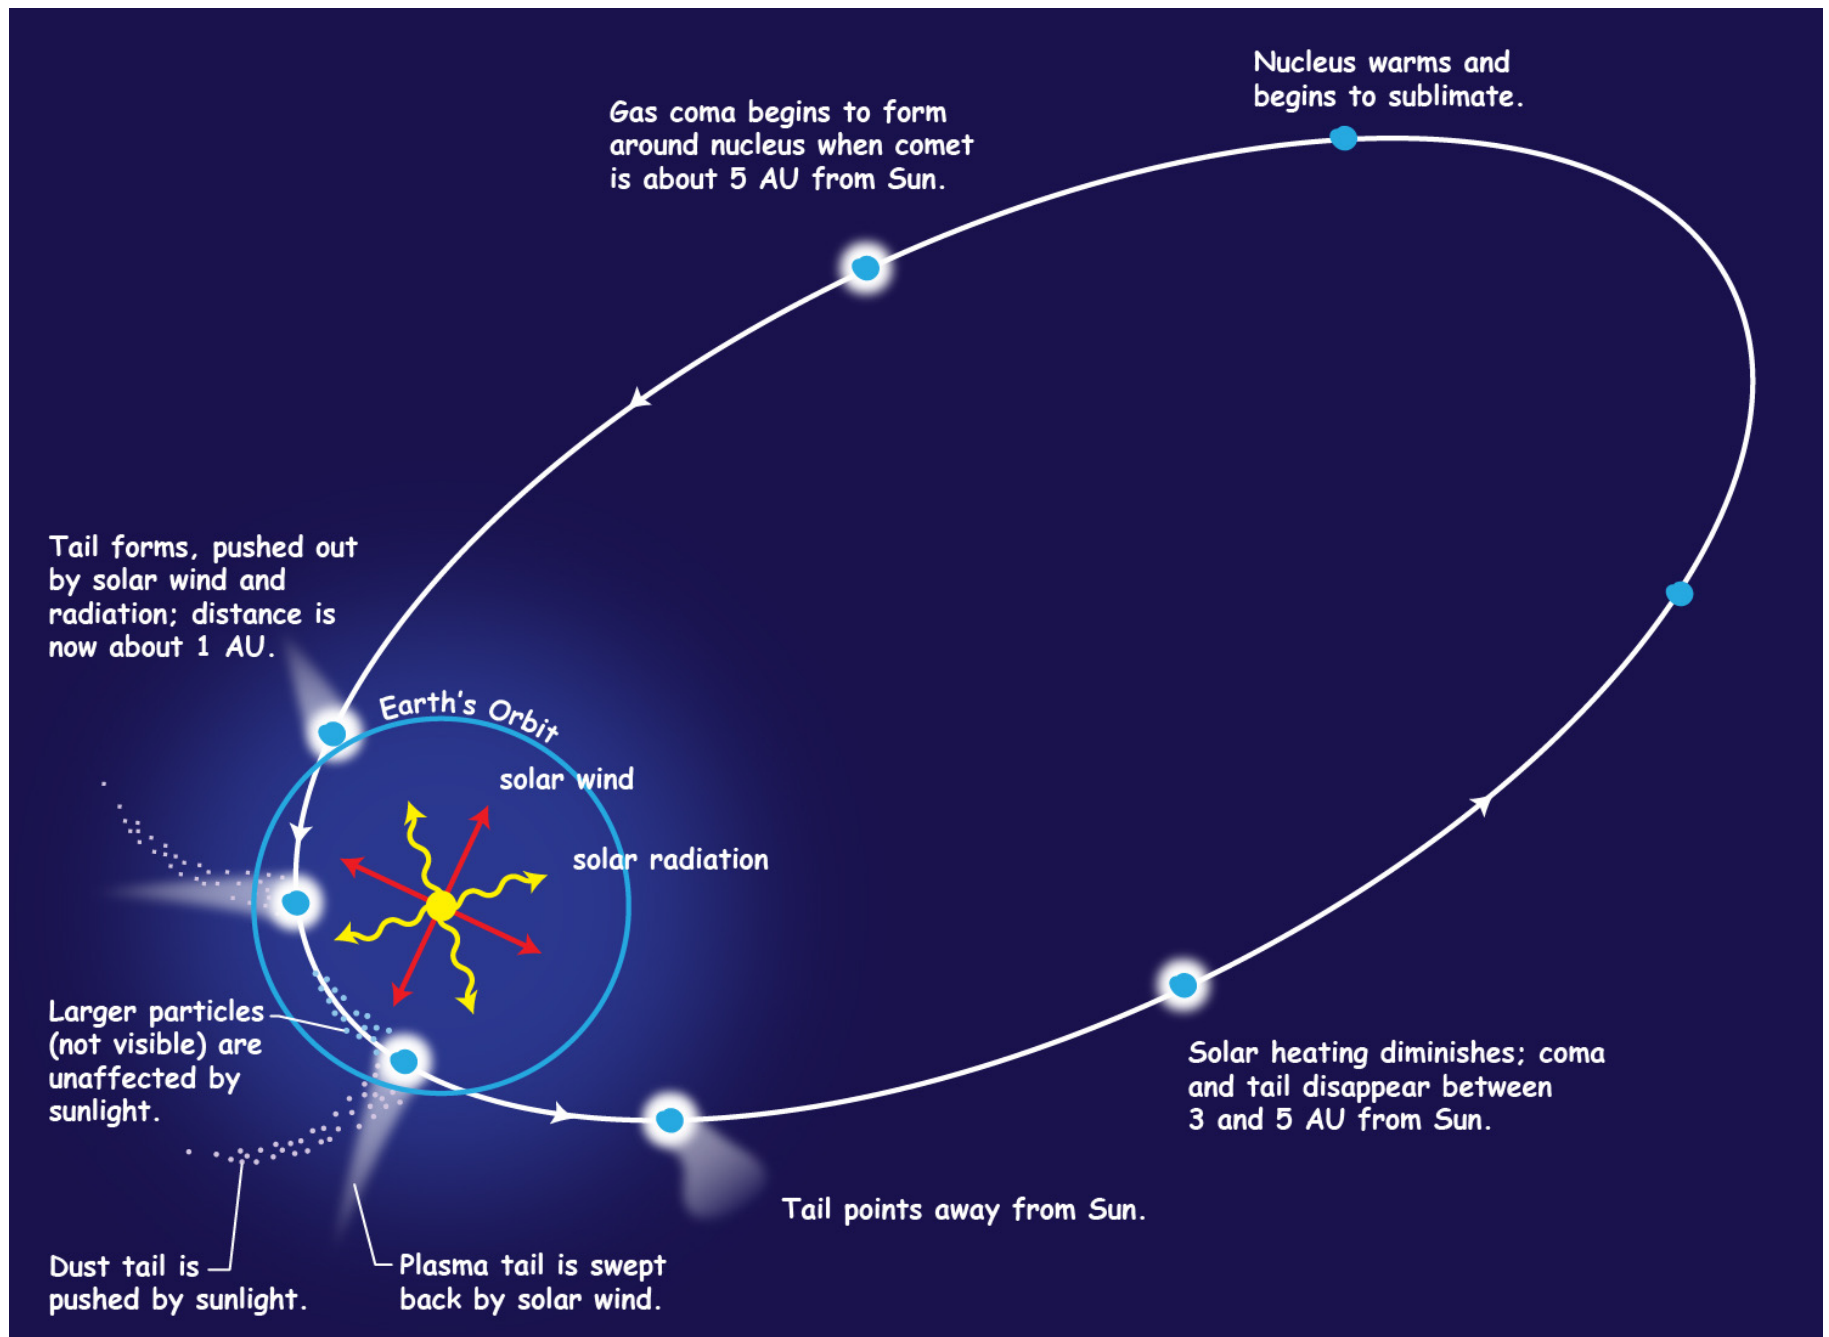 Nucleus warms and
begins to sublimate.
Gas coma begins to form
around nucleus when comet
is about 5 AU from Sun.
Tail forms, pushed out
by solar wind and
radiation; distance is
now about 1 AU.
Earth's Orbit
solar wind
solar radiation
Larger particles
(not visible) are
unaffected by
sunlight.
Solar heating diminishes; coma
and tail disappear between
3 and 5 AU from Sun.
Tail points away from Sun.
Dust tail is
pushed by sunlight.
Plasma tail is swept
back by solar wind.